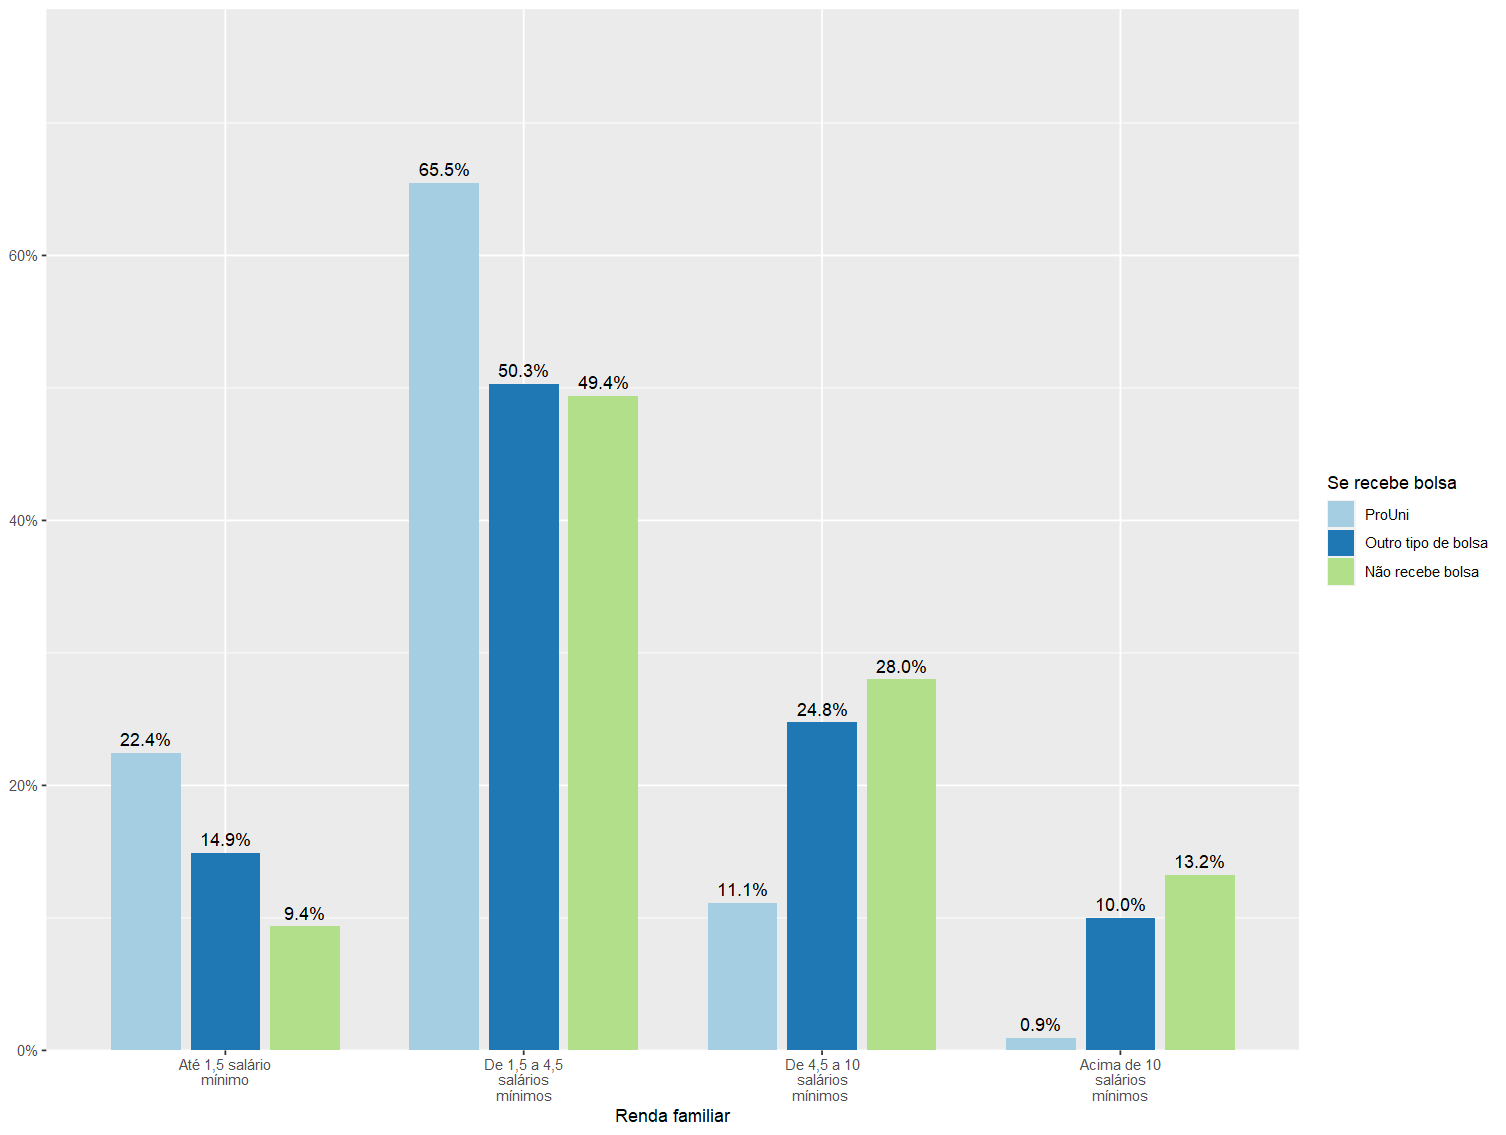 65.5%
60%
50.3%
49.4%
Se recebe bolsa
ProUni
Outro tipo de bolsa
Não recebe bolsa
40%
28.0%
24.8%
22.4%
20%
14.9%
13.2%
11.1%
10.0%
9.4%
0.9%
0%
Até 1,5 salário
mínimo
De 1,5 a 4,5
salários
mínimos
De 4,5 a 10
salários
mínimos
Acima de 10
salários
mínimos
Renda familiar